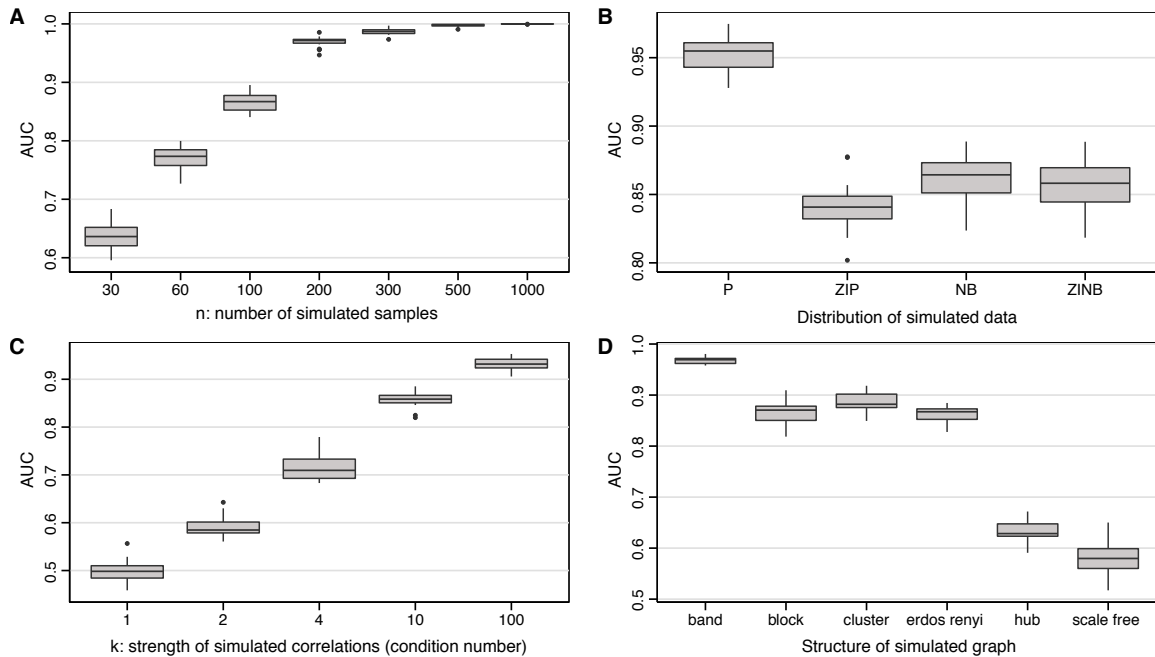 A
AUC
1.0
0.9
0.8
0.7
0.6
30 60 100 200 300 500 1000
n: number of simulated samples
B
AUC
0.95
0.90
0.85
0.80
P ZIP NB ZINB
Distribution of simulated data
C
AUC
0.9
0.8
0.7
0.6
0.5
1 2 4 10 100
k: strength of simulated correlations (condition number)
D
AUC
1.0
0.9
0.8
0.7
0.6
0.5
band block cluster erdos renyi hub scale free
Structure of simulated graph